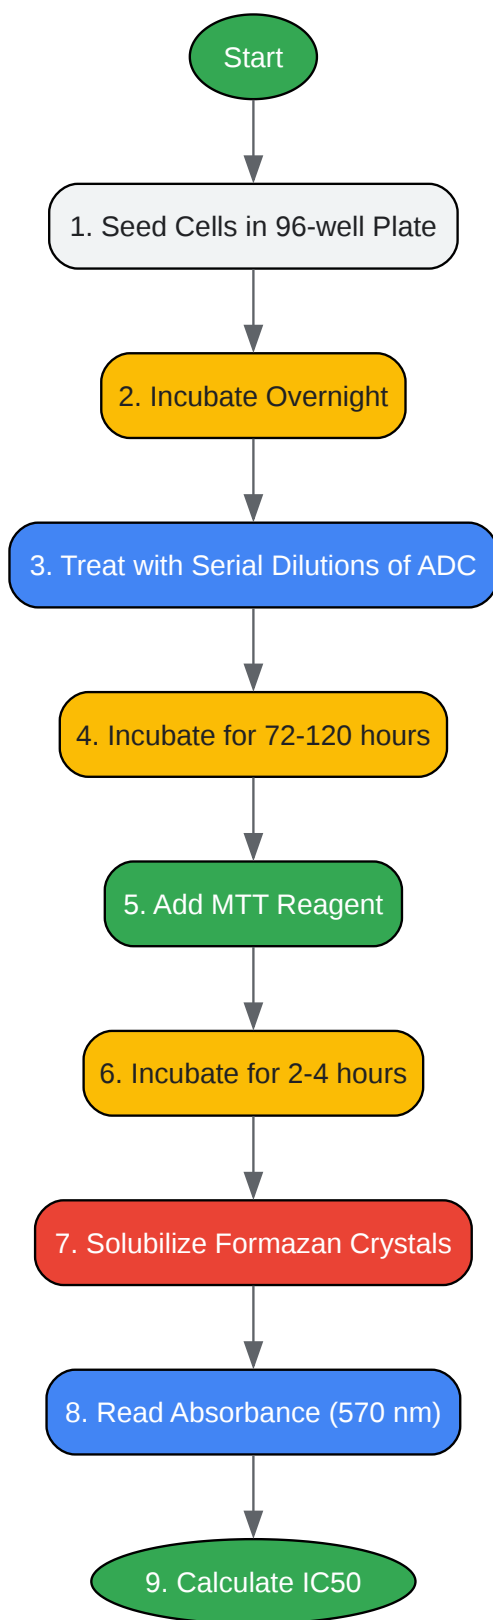 Start
1. Seed Cells in 96-well Plate
2. Incubate Overnight
3. Treat with Serial Dilutions of ADC
4. Incubate for 72-120 hours
5. Add MTT Reagent
6. Incubate for 2-4 hours
7. Solubilize Formazan Crystals
8. Read Absorbance (570 nm)
9. Calculate IC50